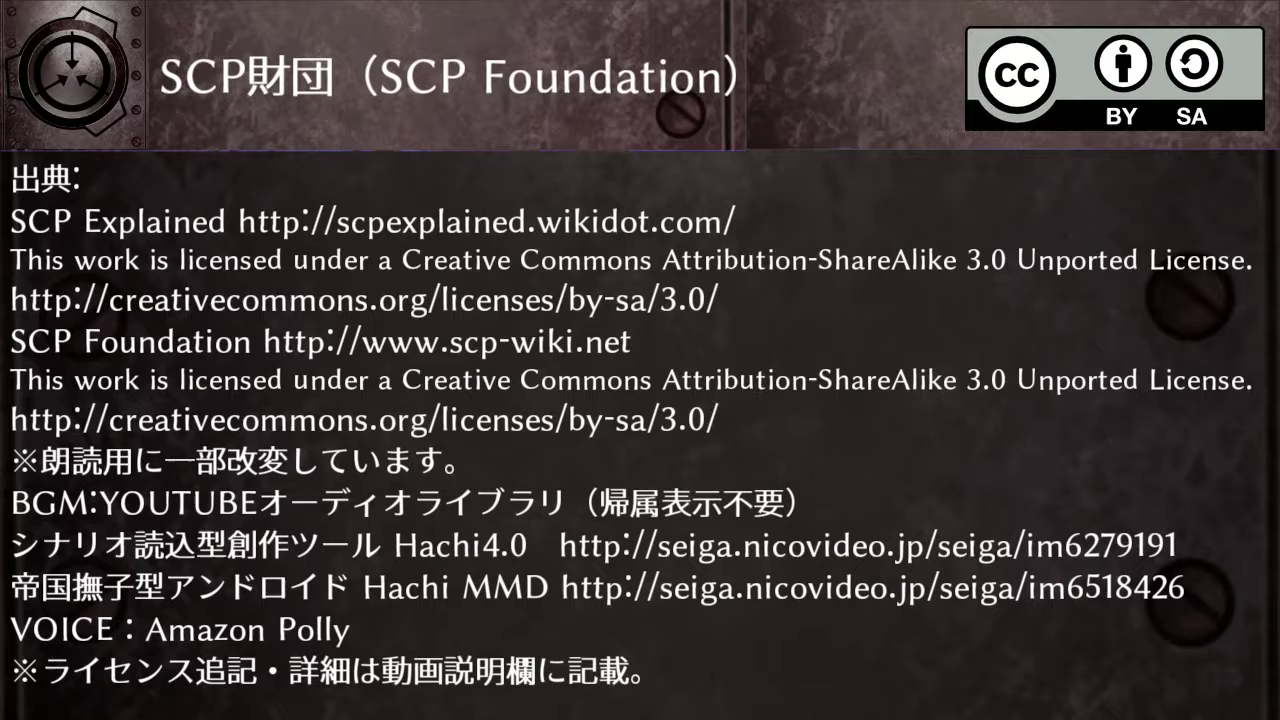 SCP財団（SCP Foundation）
CC BY SA
出典:
SCP Explained http://scpexplained.wikidot.com/
This work is licensed under a Creative Commons Attribution-ShareAlike 3.0 Unported License.
http://creativecommons.org/licenses/by-sa/3.0/
SCP Foundation http://www.scp-wiki.net
This work is licensed under a Creative Commons Attribution-ShareAlike 3.0 Unported License.
http://creativecommons.org/licenses/by-sa/3.0/
※朗読用に一部改変しています。
BGM:YOUTUBEオーディオライブラリ（帰属表示不要）
シナリオ読込型創作ツール Hachi4.0　http://seiga.nicovideo.jp/seiga/im6279191
帝国撫子型アンドロイド Hachi MMD http://seiga.nicovideo.jp/seiga/im6518426
VOICE：Amazon Polly
※ライセンス追記・詳細は動画説明欄に記載。